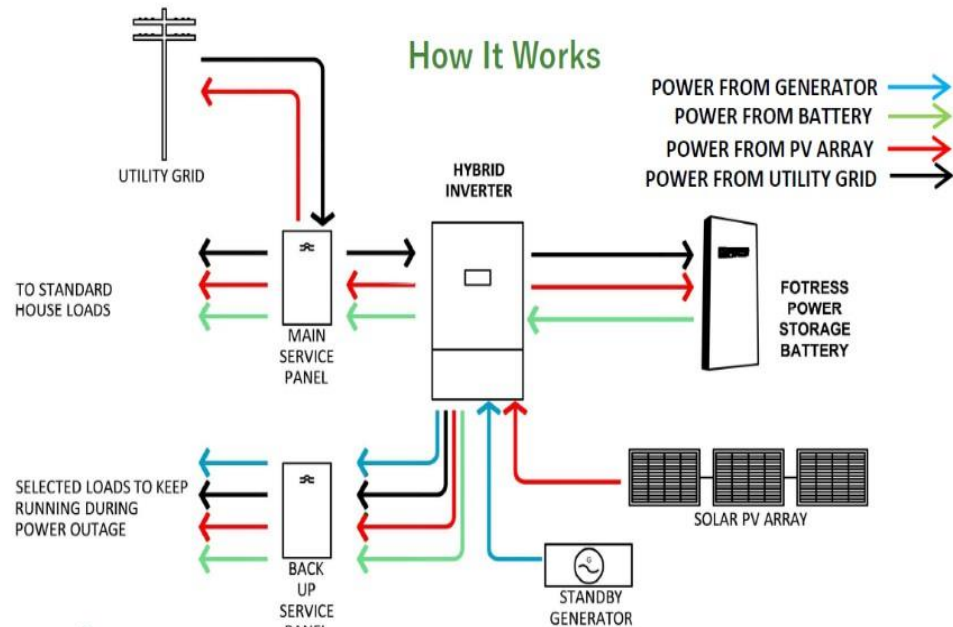 How It Works
POWER FROM GENERATOR
POWER FROM BATTERY
POWER FROM PV ARRAY
POWER FROM UTILITY GRID
UTILITY GRID
HYBRID
INVERTER
TO STANDARD
HOUSE LOADS
MAIN
SERVICE
PANEL
FOTRESS
POWER
STORAGE
BATTERY
SELECTED LOADS TO KEEP
RUNNING DURING
POWER OUTAGE
BACK
UP
SERVICE
PANEL
SOLAR PV ARRAY
G
STANDBY
GENERATOR